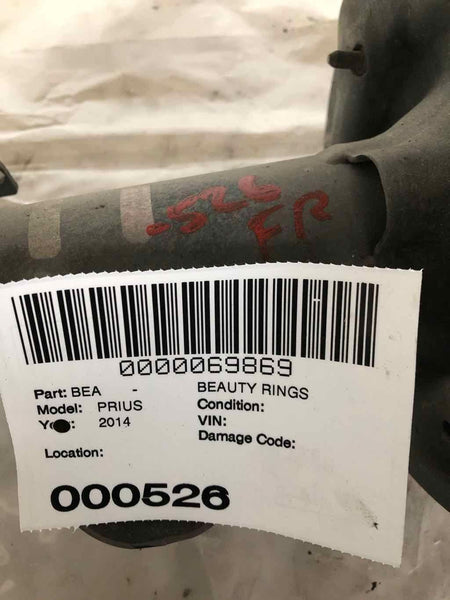 -526
FR
0000069869
Part: BEA - BEAUTY RINGS
Model: PRIUS Condition:
Y : 2014 VIN:
Damage Code:
Location:
000526